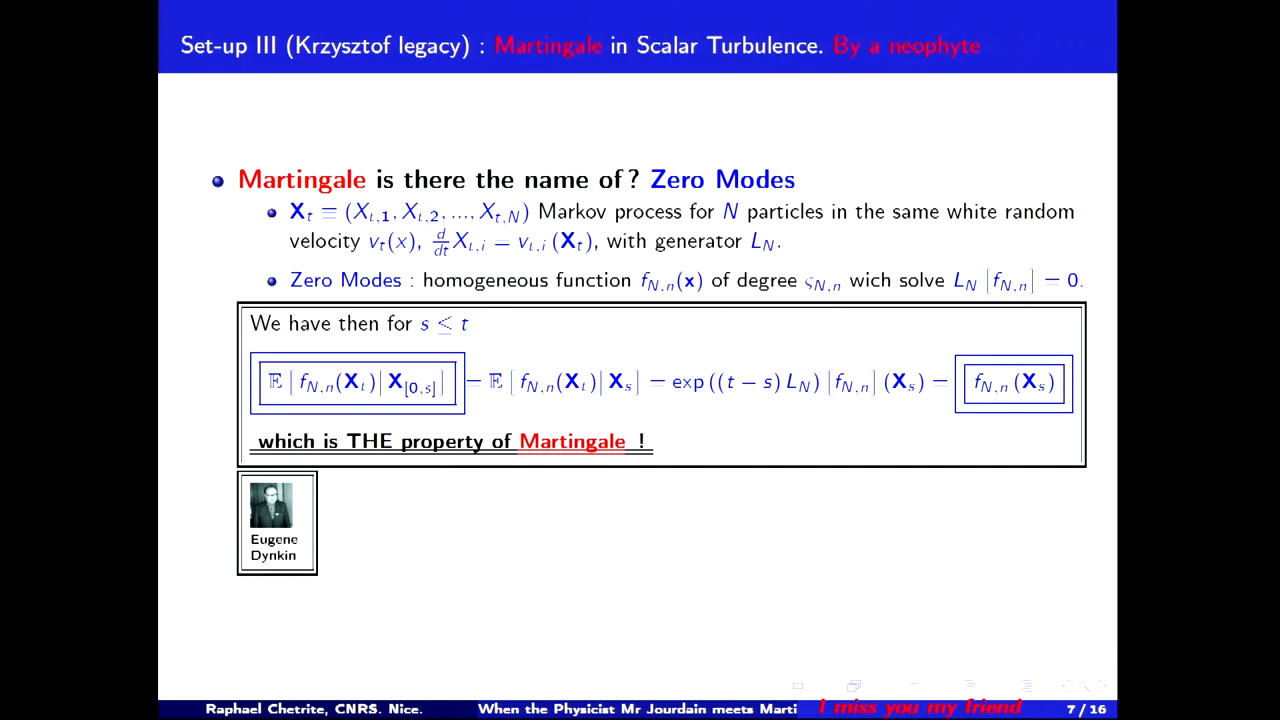 Set-up III (Krzysztof legacy) : Martingale in Scalar Turbulence. By a neophyte
Martingale is there the name of ? Zero Modes
X_t ≡ (X_{t,1}, X_{t,2}, ..., X_{t,N}) Markov process for N particles in the same white random
velocity v_t(x), d/dt X_{t,i} = v_{t,i} (X_t), with generator L_N.
Zero Modes : homogeneous function f_{N,n}(x) of degree ς_{N,n} wich solve L_N [f_{N,n}] = 0.
We have then for s ≤ t
𝔼 [ f_{N,n}(X_t)| X_{[0,s]} ] = 𝔼 [ f_{N,n}(X_t)| X_s ] = exp ((t − s) L_N) [f_{N,n}] (X_s) = f_{N,n} (X_s)
which is THE property of Martingale !
Eugene
Dynkin
Raphael Chetrite, CNRS. Nice. When the Physicist Mr Jourdain meets Marti I miss you my friend 7 / 16